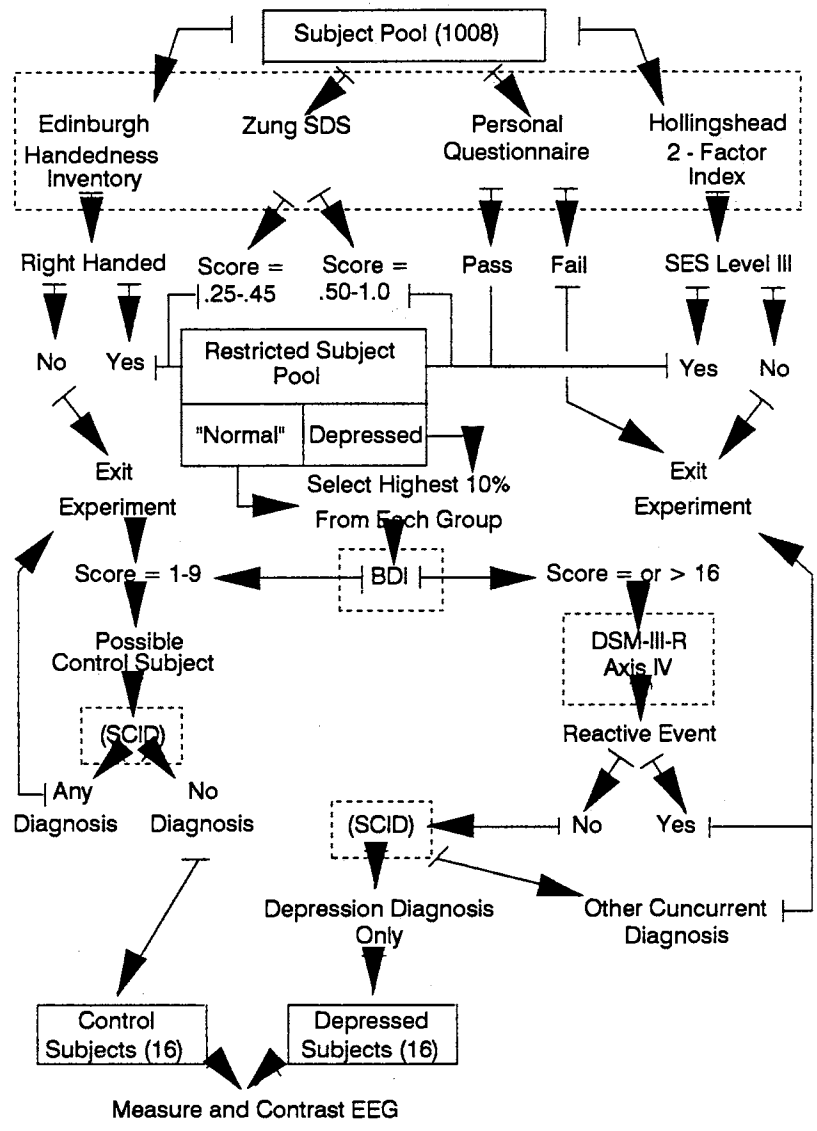 Subject Pool (1008)
Edinburgh
Handedness
Inventory
Zung SDS
Personal
Questionnaire
Hollingshead
2 - Factor
Index
Right Handed
Score =
.25-.45
Score =
.50-1.0
Pass
Fail
SES Level III
No
Yes
Restricted Subject
Pool
Yes
No
"Normal"
Depressed
Exit
Experiment
Select Highest 10%
From Each Group
Exit
Experiment
Score = 1-9
BDI
Score = or > 16
Possible
Control Subject
DSM-III-R
Axis IV
(SCID)
Reactive Event
Any
Diagnosis
No
Diagnosis
(SCID)
No
Yes
Depression Diagnosis
Only
Other Cuncurrent
Diagnosis
Control
Subjects (16)
Depressed
Subjects (16)
Measure and Contrast EEG